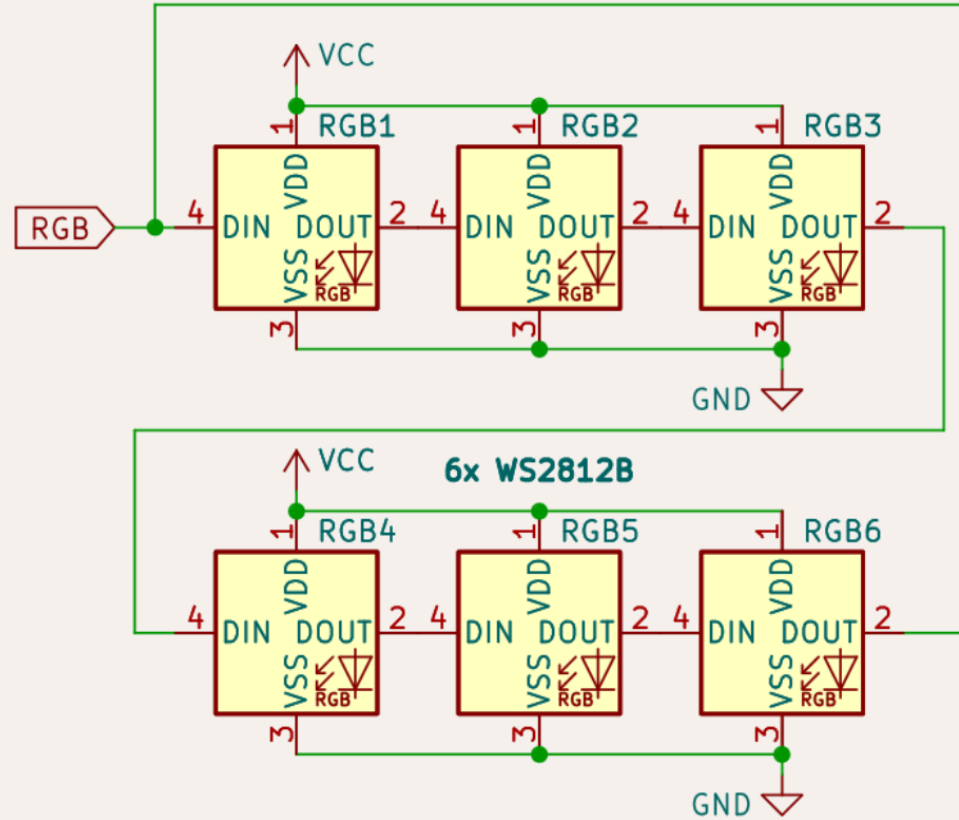 VCC
1 RGB1 1 RGB2 1 RGB3
VDD VDD VDD
RGB 4 DIN DOUT 2 4 DIN DOUT 2 4 DIN DOUT 2
VSS RGB VSS RGB VSS RGB
3 3 3
GND
VCC 6x WS2812B
1 RGB4 1 RGB5 1 RGB6
VDD VDD VDD
4 DIN DOUT 2 4 DIN DOUT 2 4 DIN DOUT 2
VSS RGB VSS RGB VSS RGB
3 3 3
GND